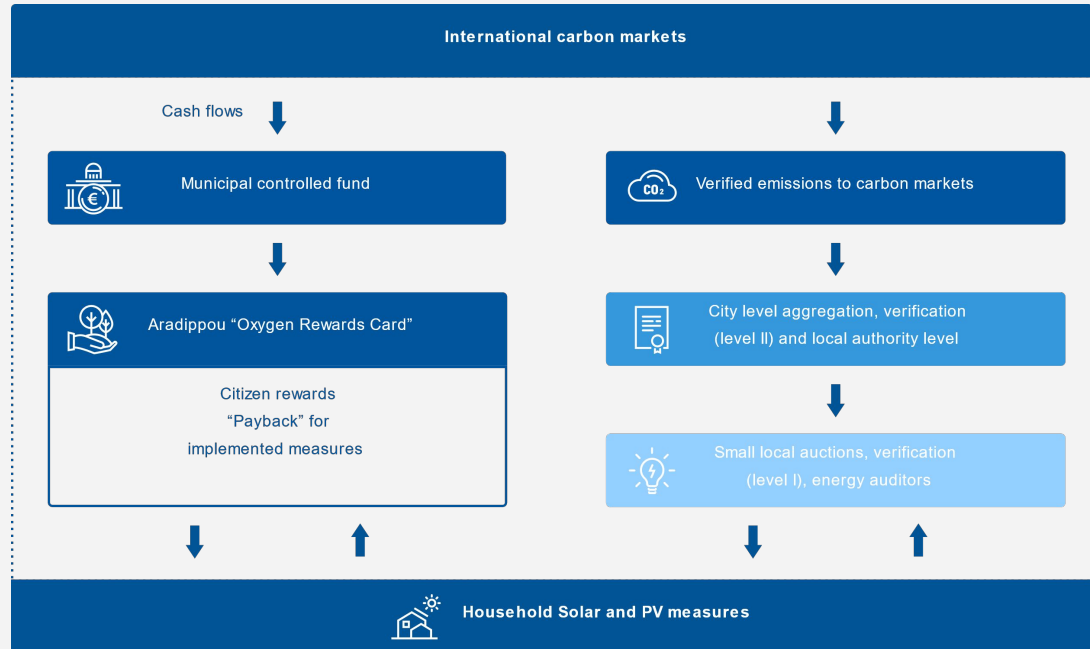 International carbon markets
Cash flows
€
Municipal controlled fund
Aradippou “Oxygen Rewards Card”
Citizen rewards
“Payback” for
implemented measures
CO₂
Verified emissions to carbon markets
City level aggregation, verification
(level II) and local authority level
Small local auctions, verification
(level I), energy auditors
Household Solar and PV measures